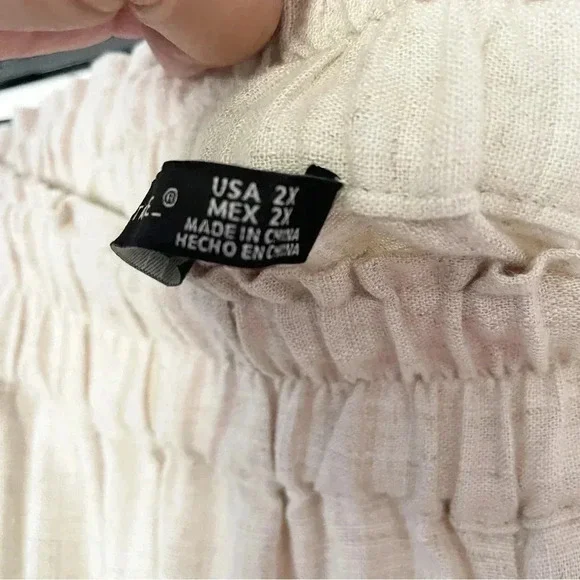 USA 2X
MEX 2X
MADE IN CHINA
HECHO EN CHINA